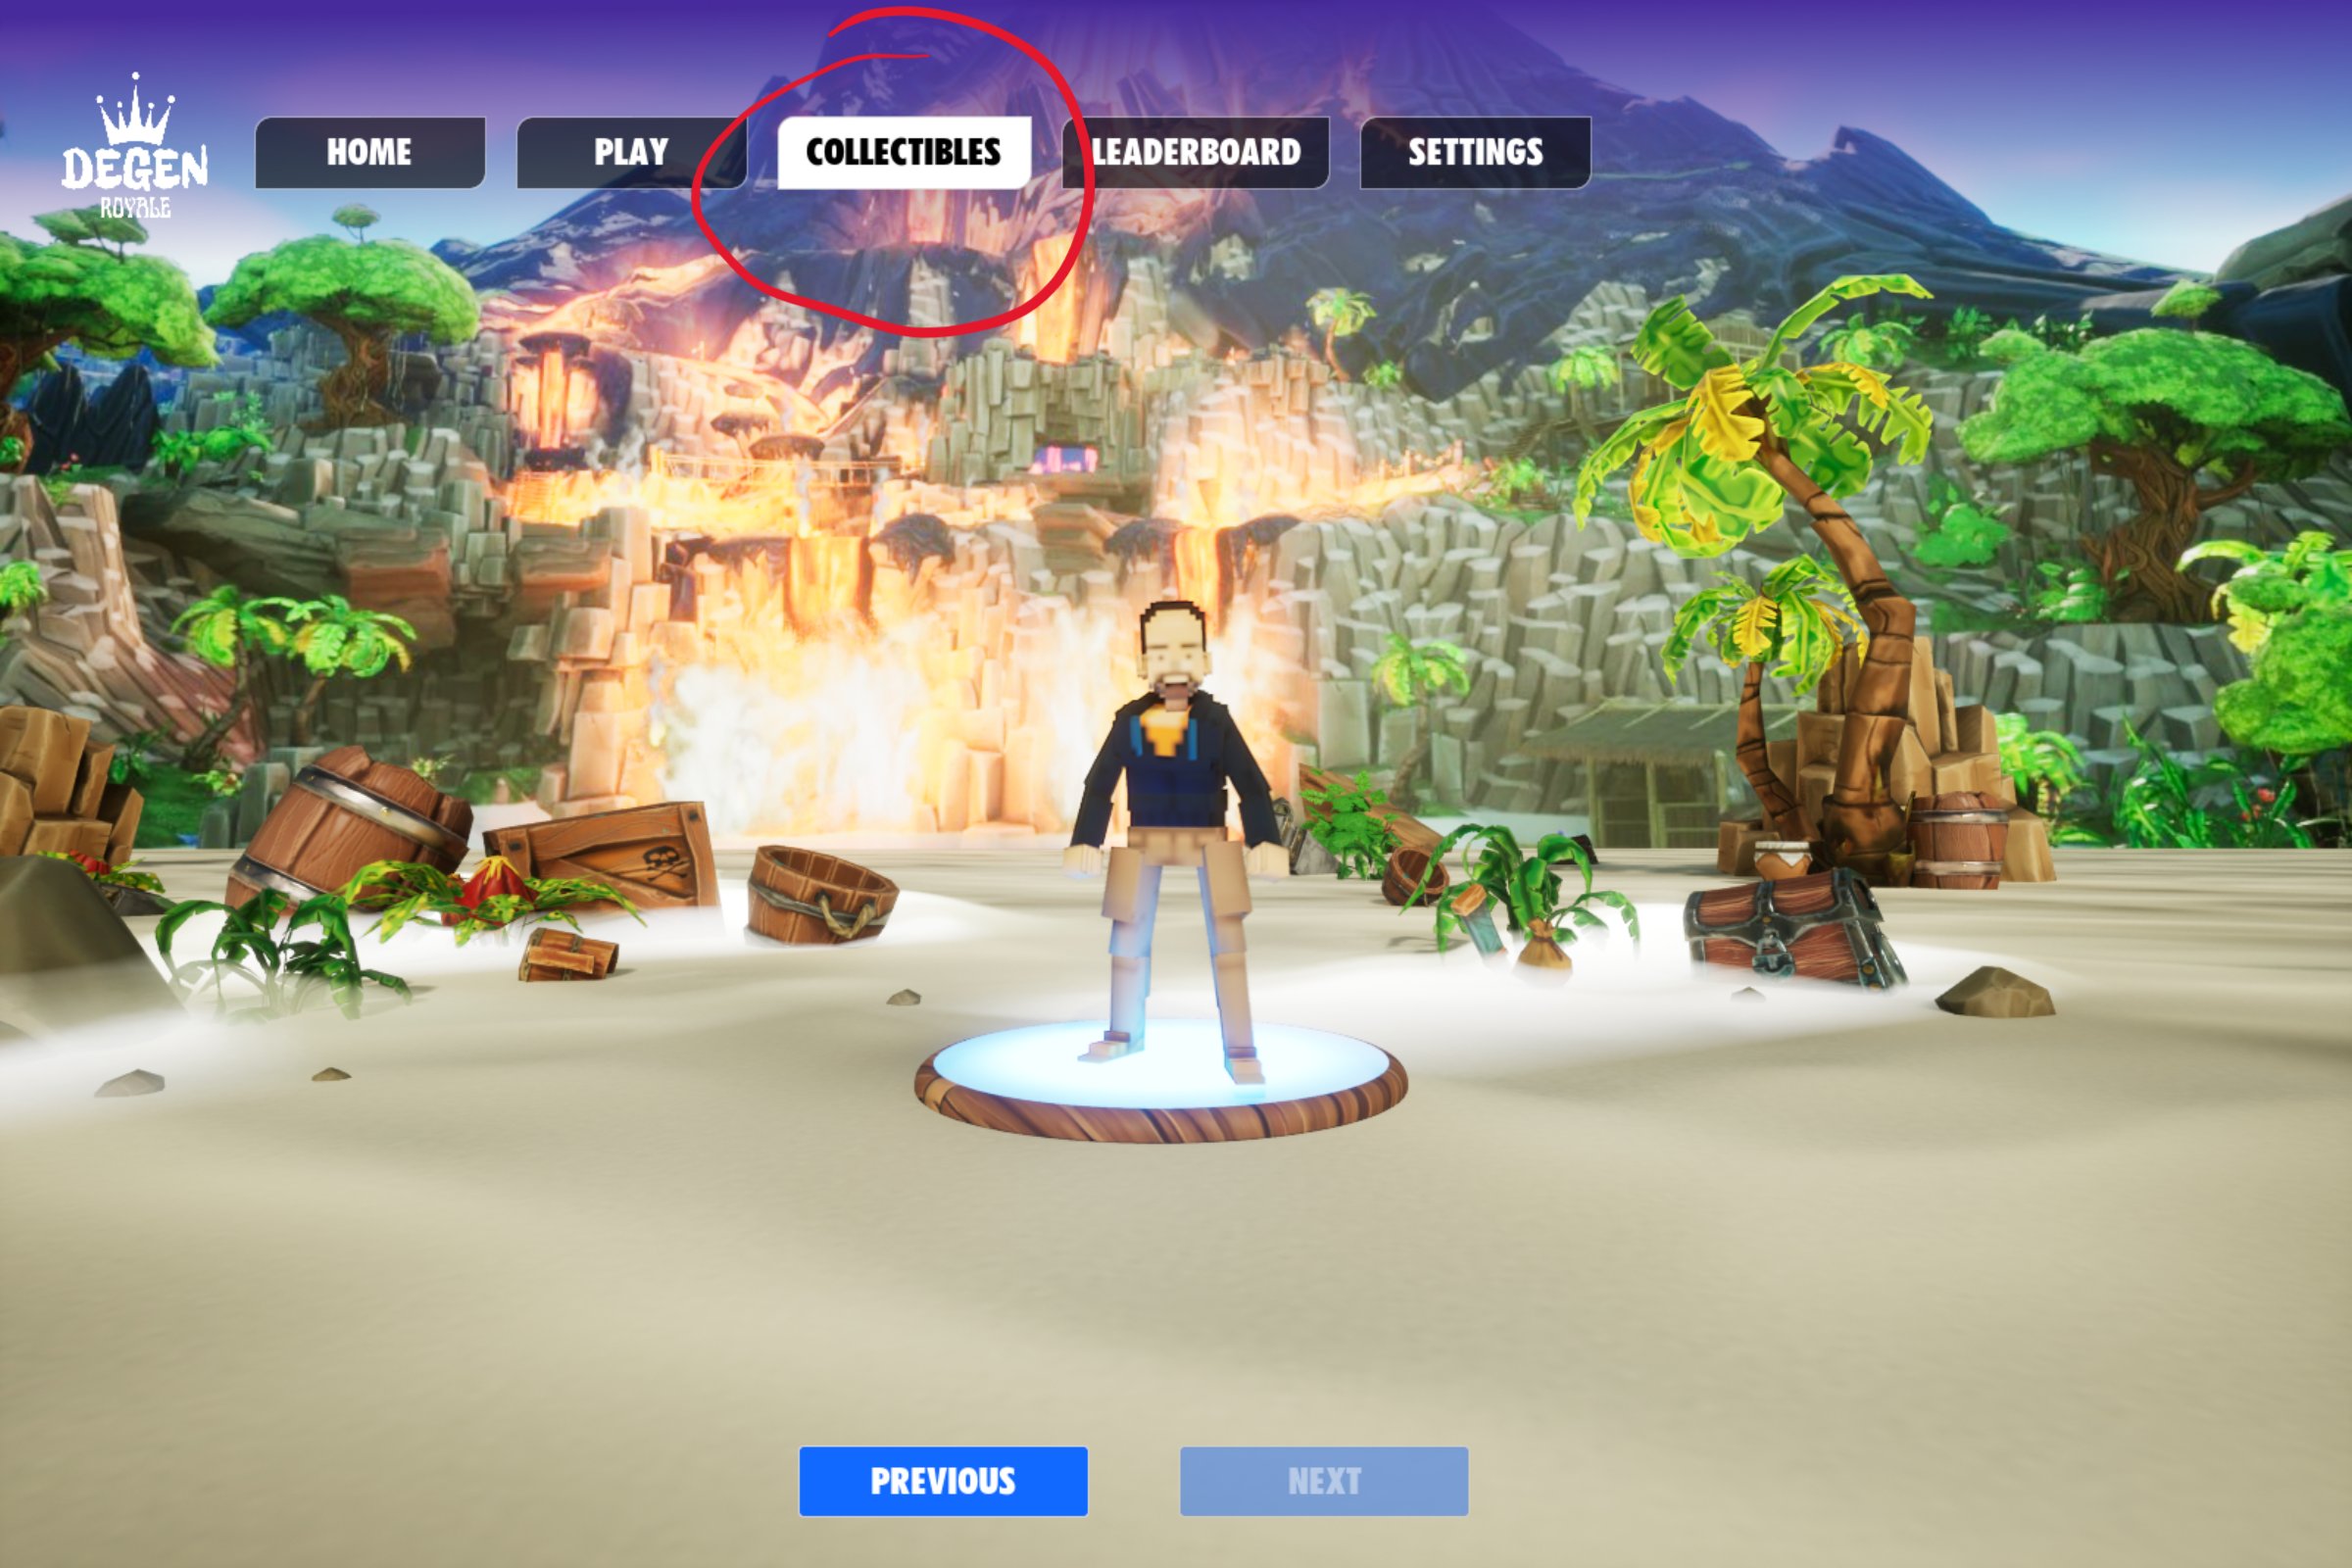 DEGEN
ROYALE
HOME
PLAY
COLLECTIBLES
LEADERBOARD
SETTINGS
PREVIOUS
NEXT